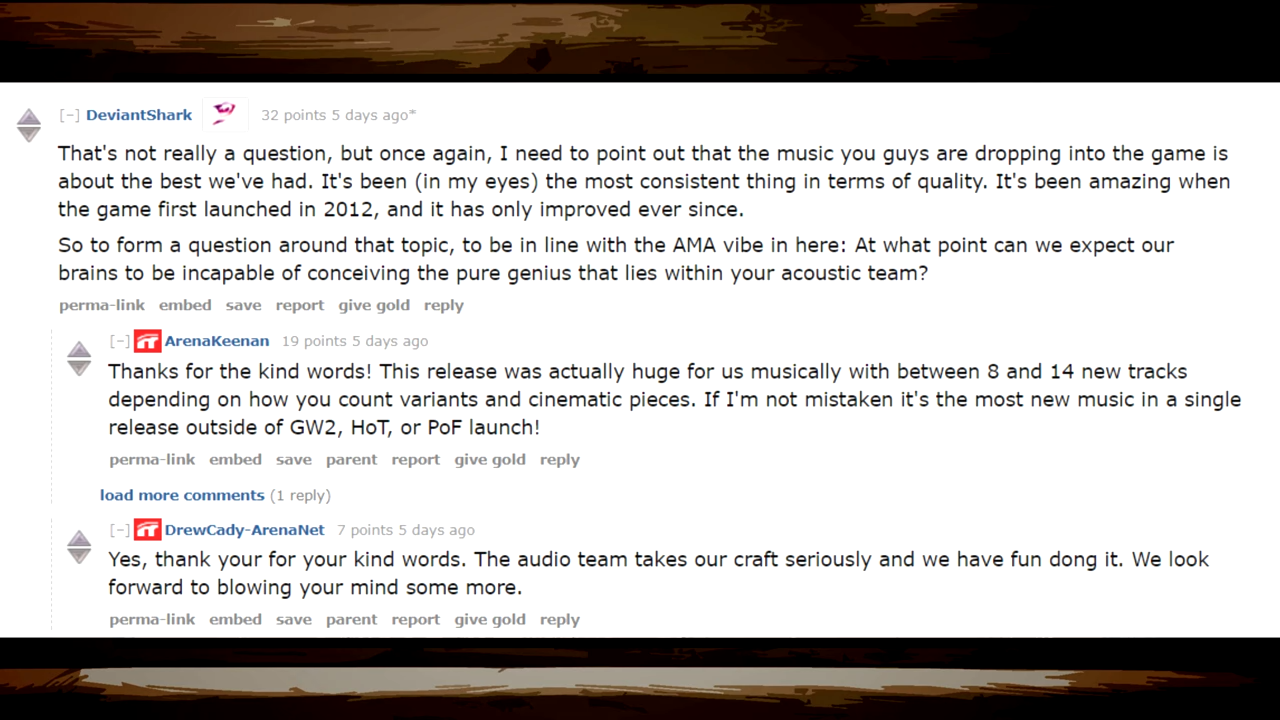 [-] DeviantShark 32 points 5 days ago*
That's not really a question, but once again, I need to point out that the music you guys are dropping into the game is
about the best we've had. It's been (in my eyes) the most consistent thing in terms of quality. It's been amazing when
the game first launched in 2012, and it has only improved ever since.
So to form a question around that topic, to be in line with the AMA vibe in here: At what point can we expect our
brains to be incapable of conceiving the pure genius that lies within your acoustic team?
perma-link embed save report give gold reply
[-] ArenaKeenan 19 points 5 days ago
Thanks for the kind words! This release was actually huge for us musically with between 8 and 14 new tracks
depending on how you count variants and cinematic pieces. If I'm not mistaken it's the most new music in a single
release outside of GW2, HoT, or PoF launch!
perma-link embed save parent report give gold reply
load more comments (1 reply)
[-] DrewCady-ArenaNet 7 points 5 days ago
Yes, thank your for your kind words. The audio team takes our craft seriously and we have fun dong it. We look
forward to blowing your mind some more.
perma-link embed save parent report give gold reply